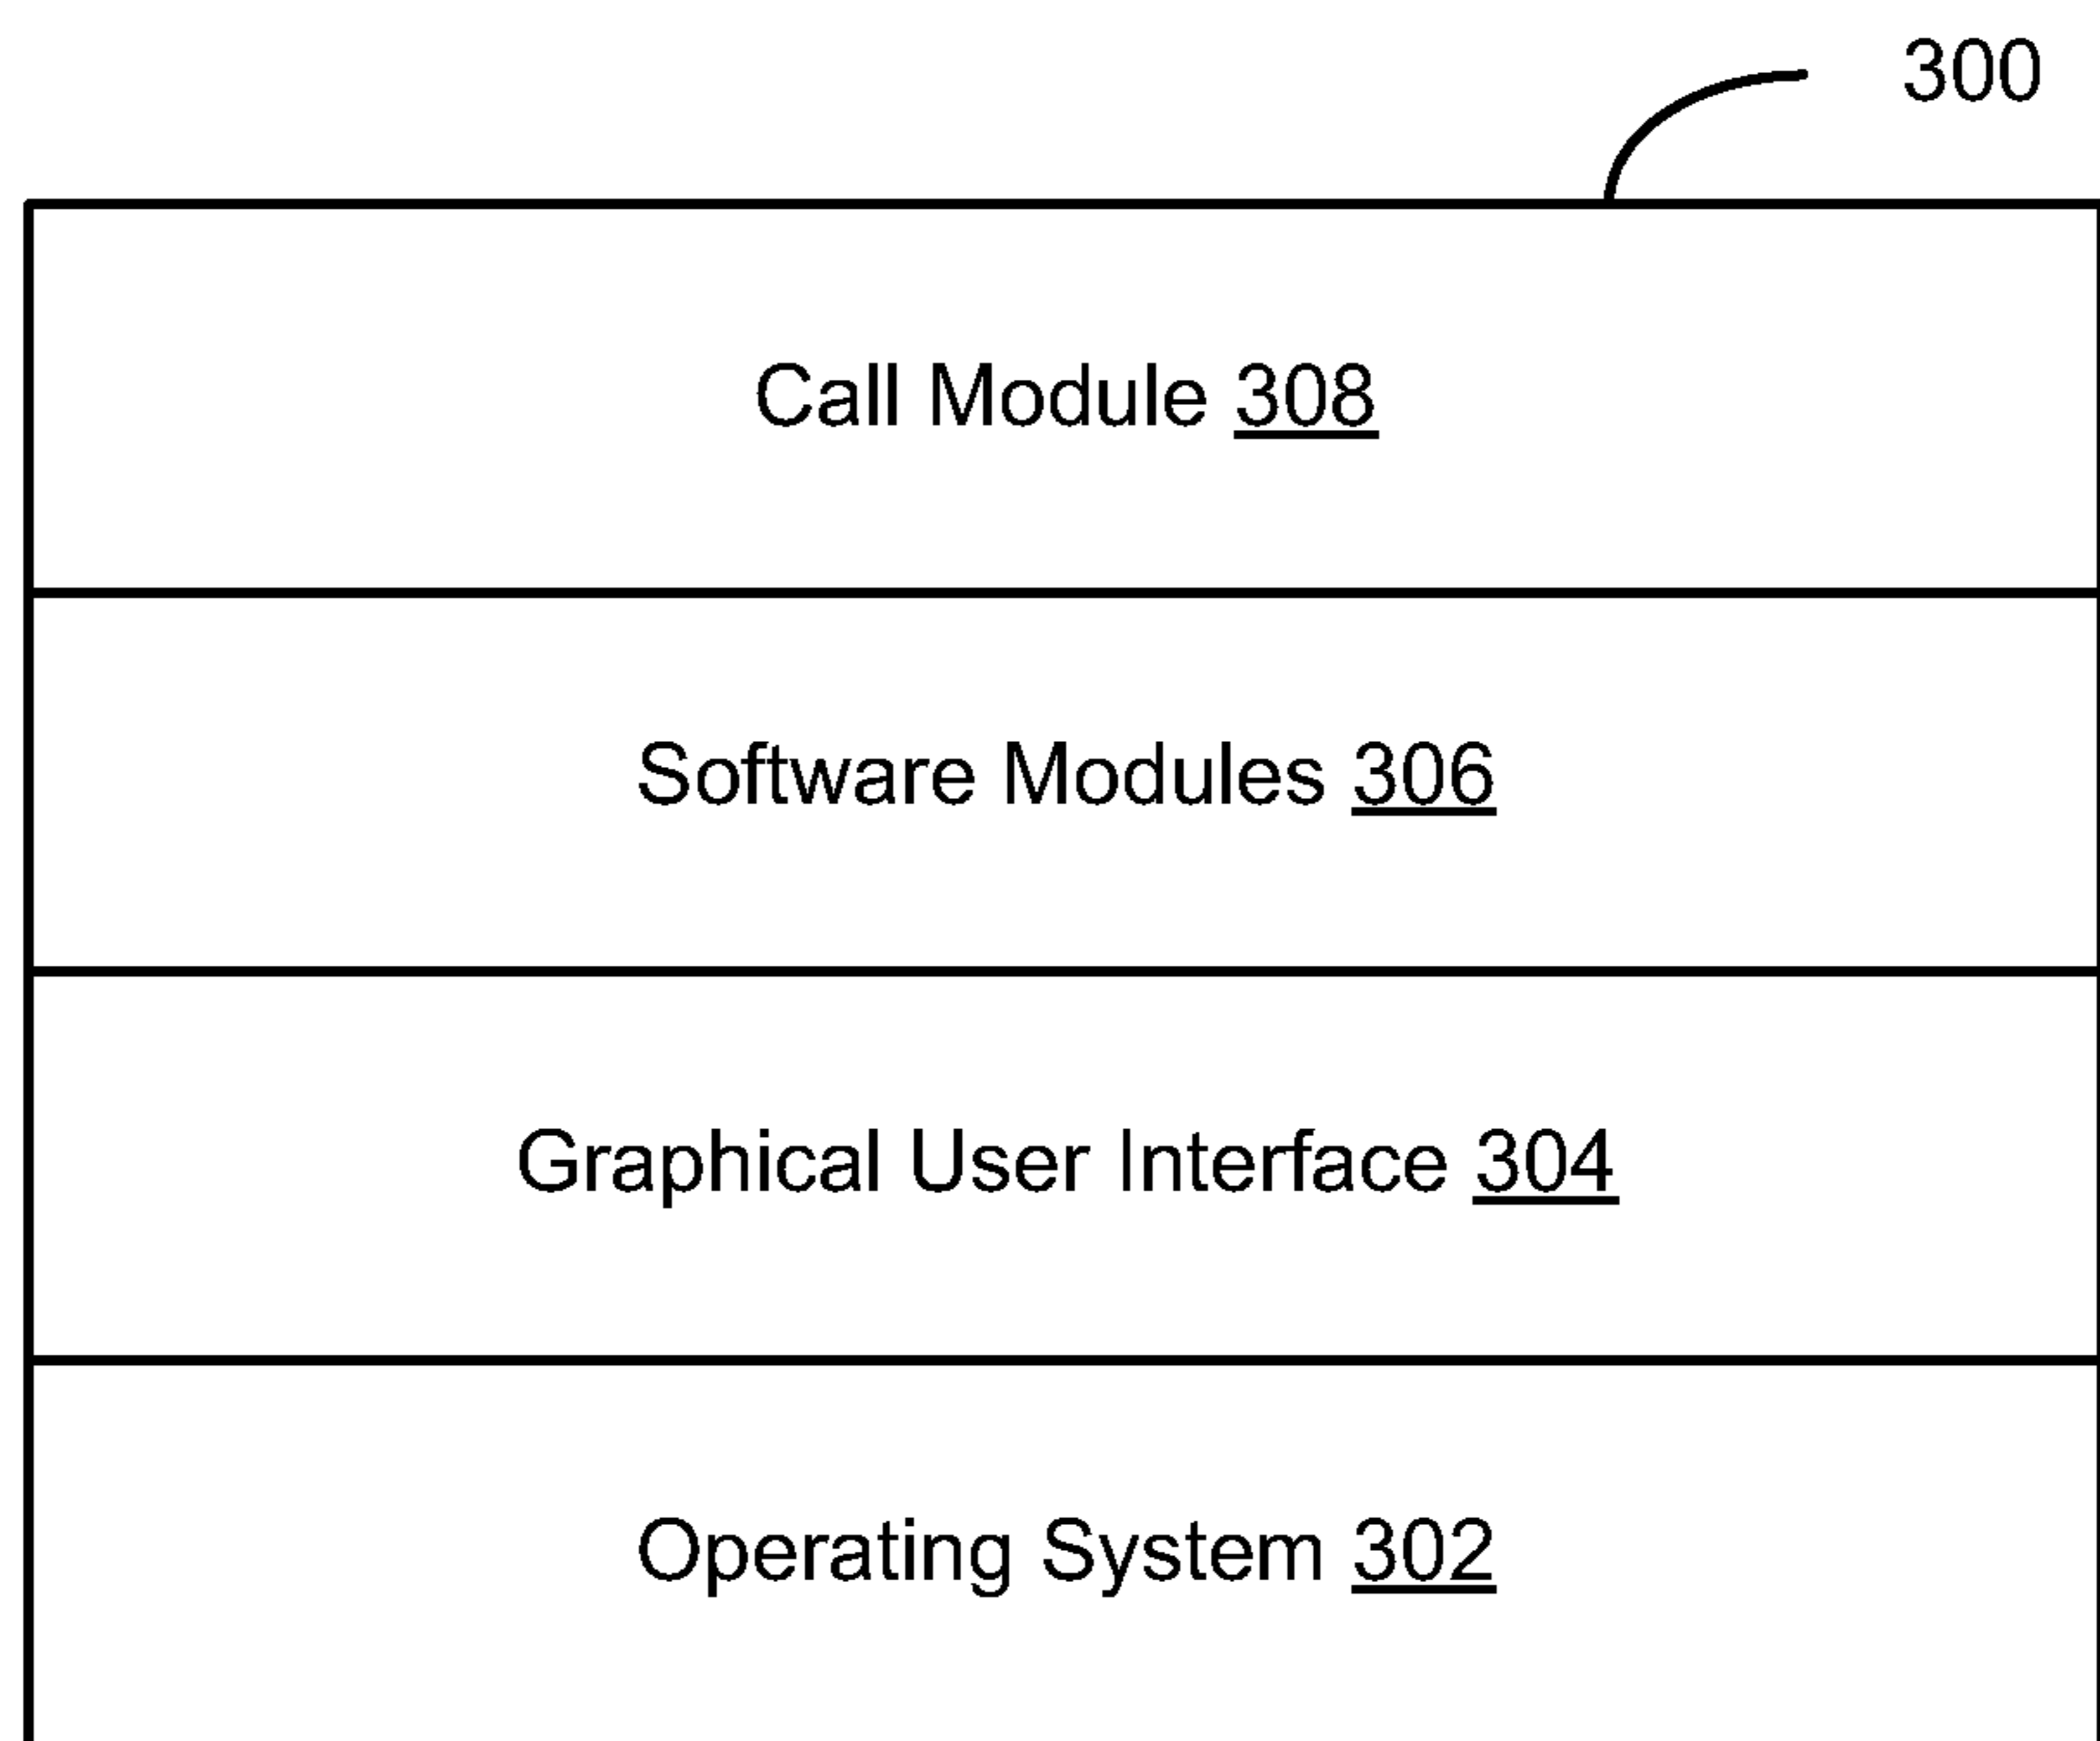 300
Call Module 308
Software Modules 306
Graphical User Interface 304
Operating System 302